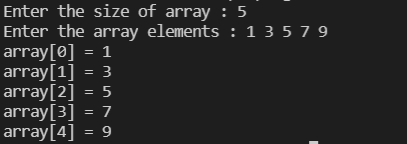 Enter the size of array : 5
Enter the array elements : 1 3 5 7 9
array[0] = 1
array[1] = 3
array[2] = 5
array[3] = 7
array[4] = 9